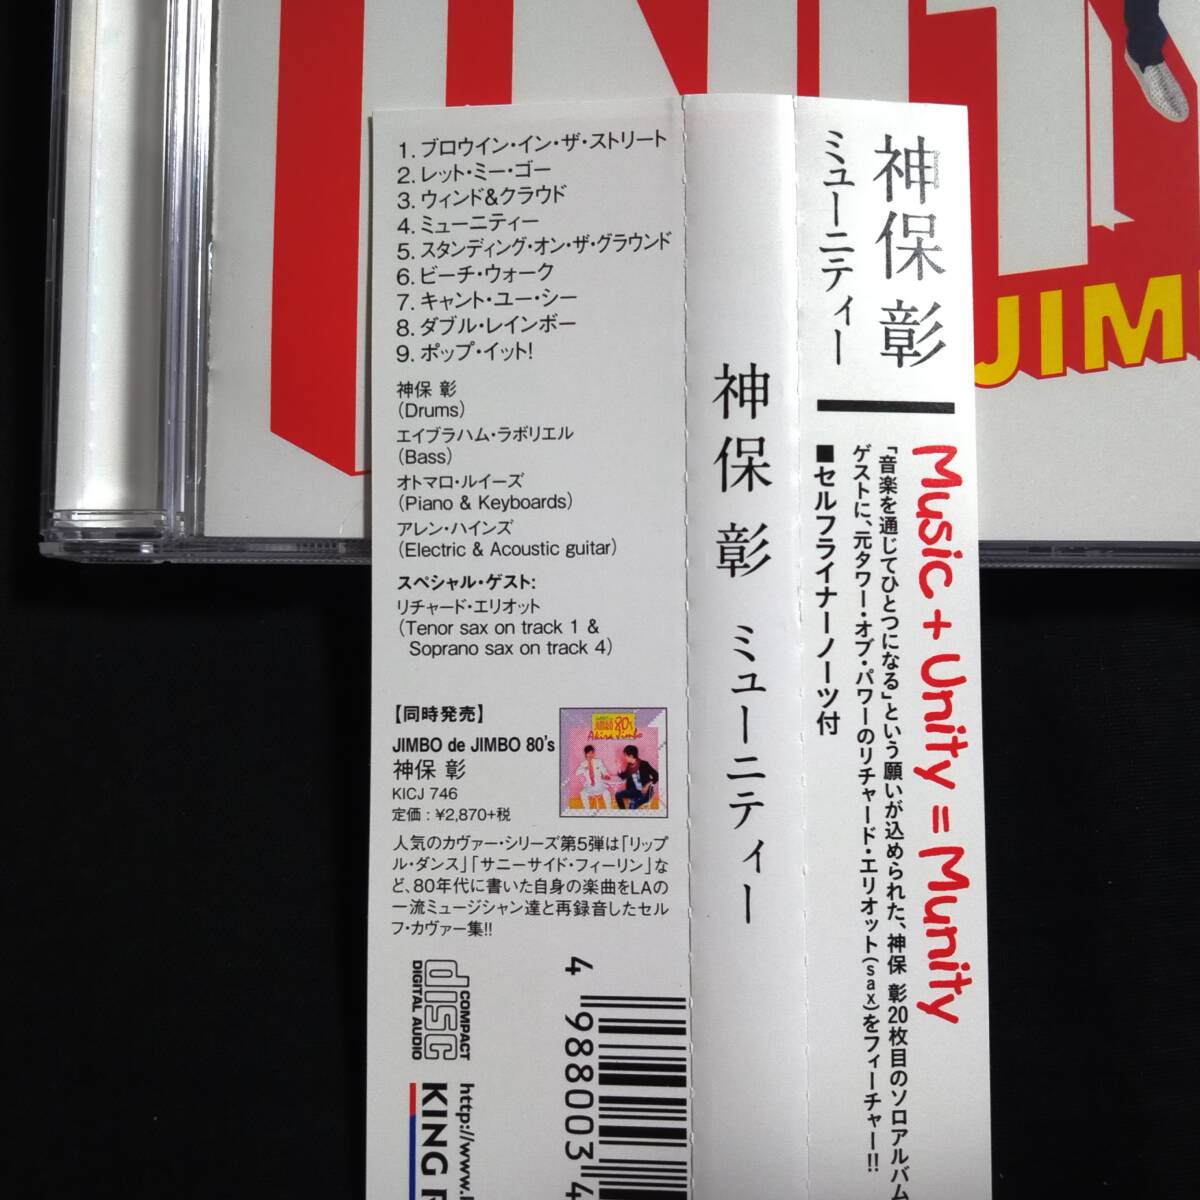 JIM
1. ブロウイン・イン・ザ・ストリート
2. レット・ミー・ゴー
3. ウィンド&クラウド
4. ミューニティー
5. スタンディング・オン・ザ・グラウンド
6. ビーチ・ウォーク
7. キャント・ユー・シー
8. ダブル・レインボー
9. ポップ・イット!
神保 彰
(Drums)
エイブラハム・ラボリエル
(Bass)
オトマロ・ルイーズ
(Piano & Keyboards)
アレン・ハインズ
(Electric & Acoustic guitar)
スペシャル・ゲスト:
リチャード・エリオット
(Tenor sax on track 1 &
Soprano sax on track 4)
【同時発売】
JIMBO de JIMBO 80's
神保 彰
KICJ 746
定価 : ¥2,870+税
JIMBO 80's
Akira Jimbo
人気のカヴァー・シリーズ第5弾は「リップ
ル・ダンス」「サニーサイド・フィーリン」な
ど、80年代に書いた自身の楽曲をLAの
一流ミュージシャン達と再録音したセル
フ・カヴァー集!!
COMPACT
disc
DIGITAL AUDIO
4 988003 4
http://www.
KING
神保 彰 ミューニティー
神保 彰
ミューニティー
Music + Unity = Munity
「音楽を通じてひとつになる」という願いが込められた、神保 彰20枚目のソロアルバム
ゲストに、元タワー・オブ・パワーのリチャード・エリオット(sax)をフィーチャー!!
■セルフライナーノーツ付